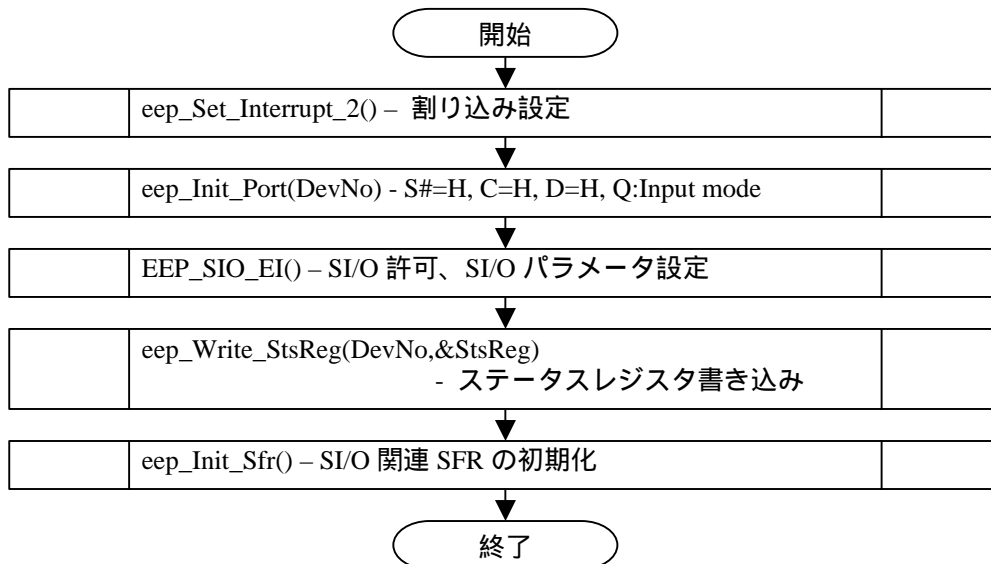 開始
eep_Set_Interrupt_2() – 割り込み設定
eep_Init_Port(DevNo) - S#=H, C=H, D=H, Q:Input mode
EEP_SIO_EI() – SI/O 許可、SI/O パラメータ設定
eep_Write_StsReg(DevNo,&StsReg)
- ステータスレジスタ書き込み
eep_Init_Sfr() – SI/O 関連 SFR の初期化
終了